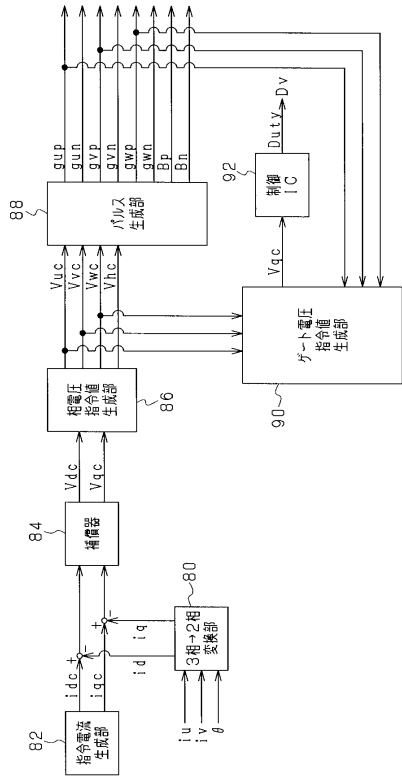 82
指令電流
生成部
idc
iqc
+
-
+
-
id
iq
iu
iv
θ
80
3相→2相
変換部
84
補償器
Vdc
Vqc
相電圧
指令値
生成部
86
Vuc
Vvc
Vwc
Vhc
88
パルス
生成部
gup
gun
gvp
gvn
gwp
gwn
Bp
Bn
90
ゲート電圧
指令値
生成部
Vqc
92
制御
IC
Duty
Dv